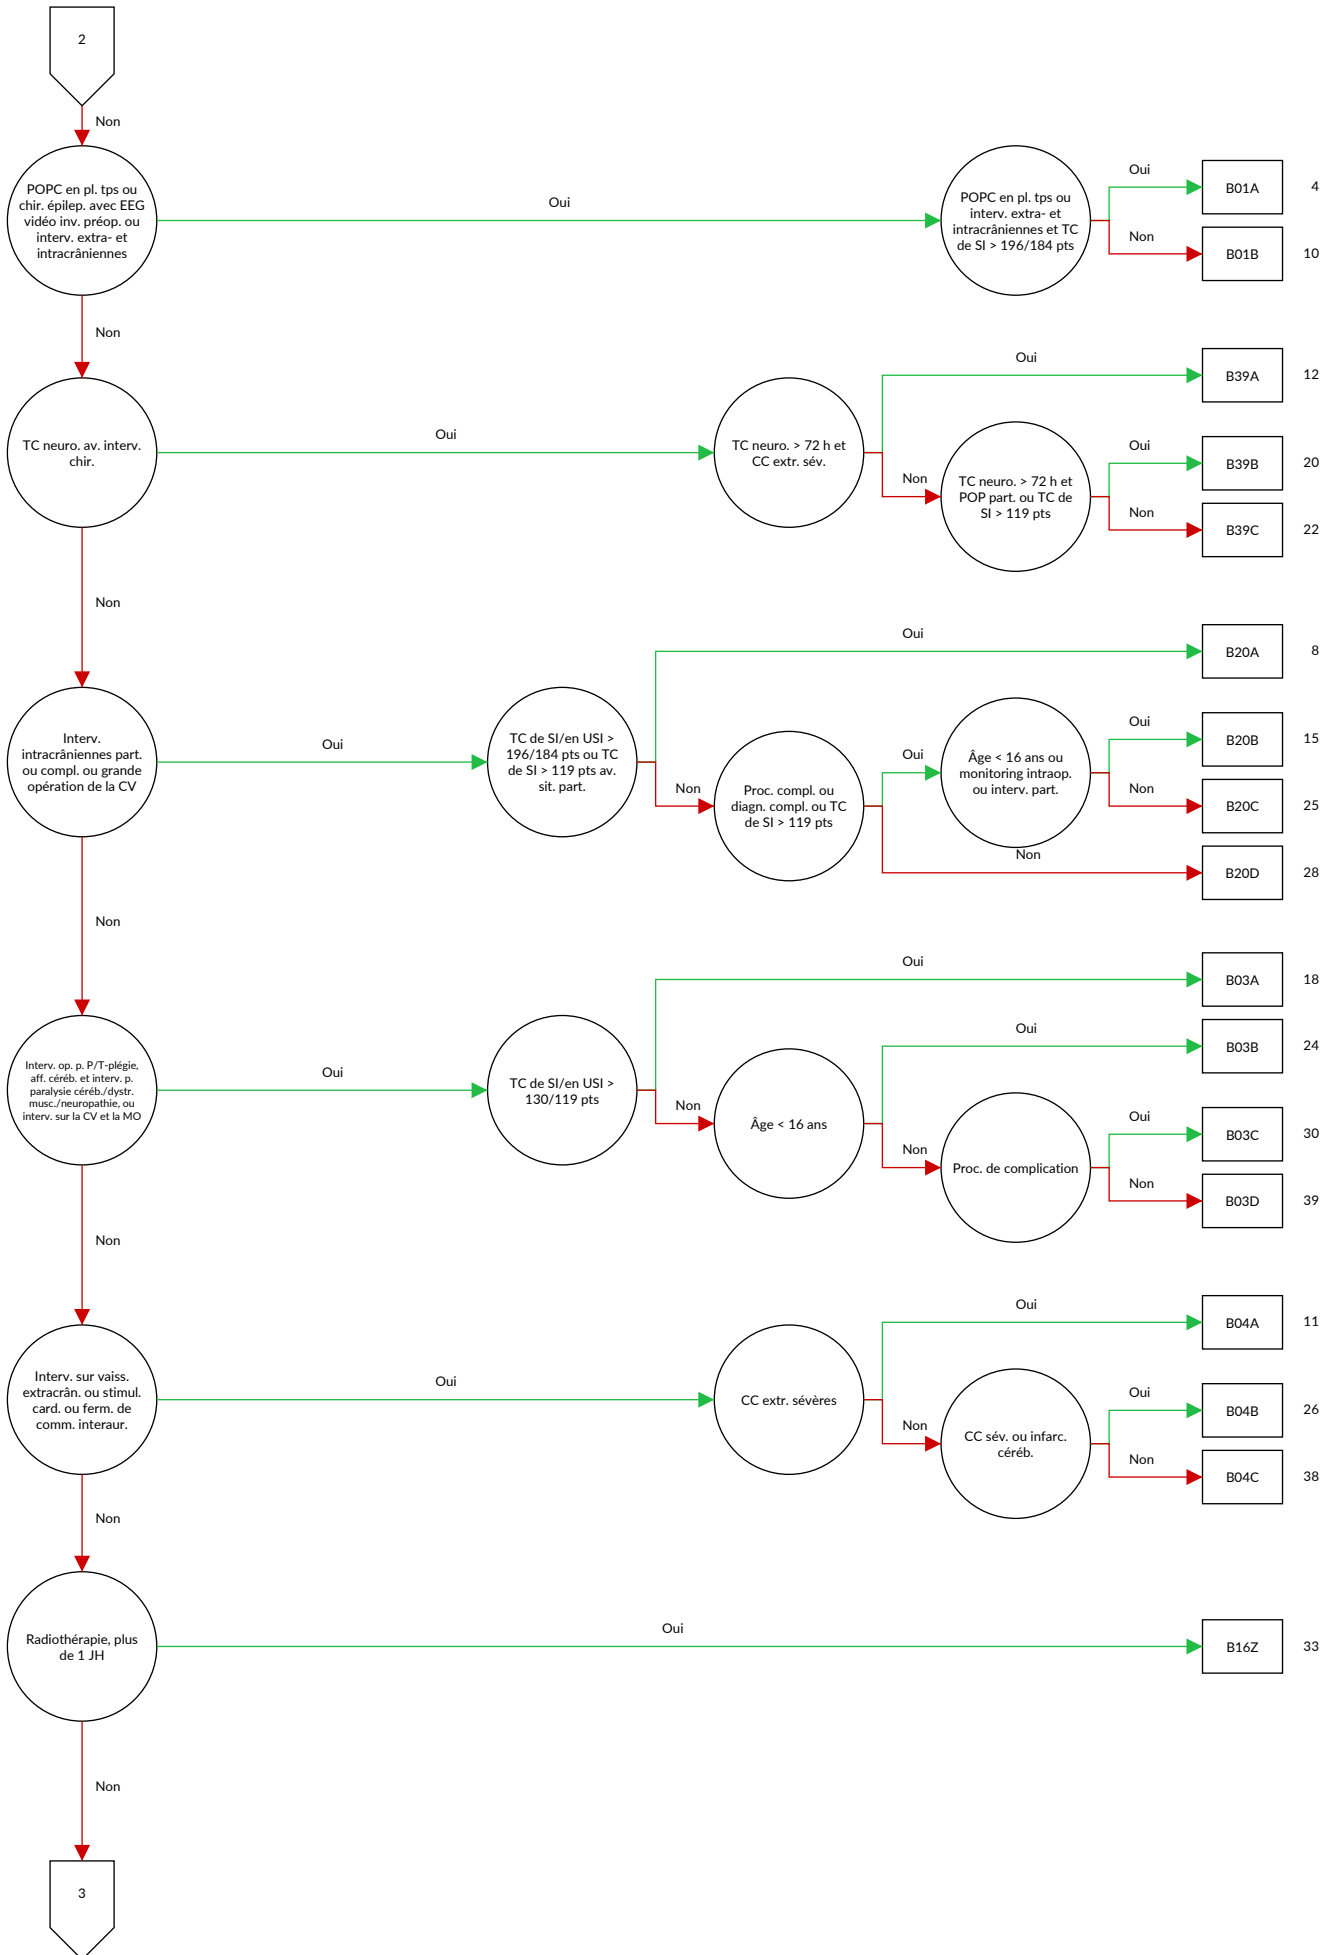 2
Non
POPC en pl. tps ou
chir. épilep. avec EEG
vidéo inv. préop. ou
interv. extra- et
intracrâniennes
Oui
POPC en pl. tps ou
interv. extra- et
intracrâniennes et TC
de SI > 196/184 pts
Oui
B01A
4
Non
B01B
10
Non
TC neuro. av. interv.
chir.
Oui
TC neuro. > 72 h et
CC extr. sév.
Oui
B39A
12
Non
TC neuro. > 72 h et
POP part. ou TC de
SI > 119 pts
Oui
B39B
20
Non
B39C
22
Non
Interv.
intracrâniennes part.
ou compl. ou grande
opération de la CV
Oui
TC de SI/en USI >
196/184 pts ou TC
de SI > 119 pts av.
sit. part.
Oui
B20A
8
Non
Proc. compl. ou
diagn. compl. ou TC
de SI > 119 pts
Oui
Âge < 16 ans ou
monitoring intraop.
ou interv. part.
Oui
B20B
15
Non
B20C
25
Non
B20D
28
Non
Interv. op. p. P/T-plégie,
aff. céréb. et interv. p.
paralysie céréb./dystr.
musc./neuropathie, ou
interv. sur la CV et la MO
Oui
TC de SI/en USI >
130/119 pts
Oui
B03A
18
Non
Âge < 16 ans
Oui
B03B
24
Non
Proc. de complication
Oui
B03C
30
Non
B03D
39
Non
Interv. sur vaiss.
extracrân. ou stimul.
card. ou ferm. de
comm. interaur.
Oui
CC extr. sévères
Oui
B04A
11
Non
CC sév. ou infarc.
céréb.
Oui
B04B
26
Non
B04C
38
Non
Radiothérapie, plus
de 1 JH
Oui
B16Z
33
Non
3